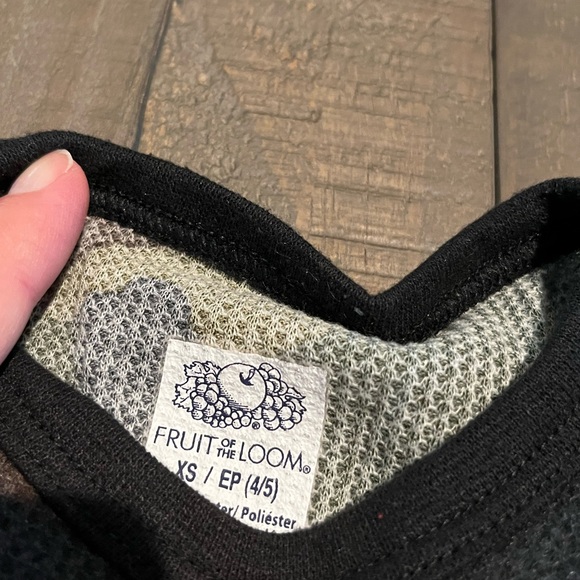 FRUIT OF THE LOOM®
XS / EP (4/5)
Poliéster